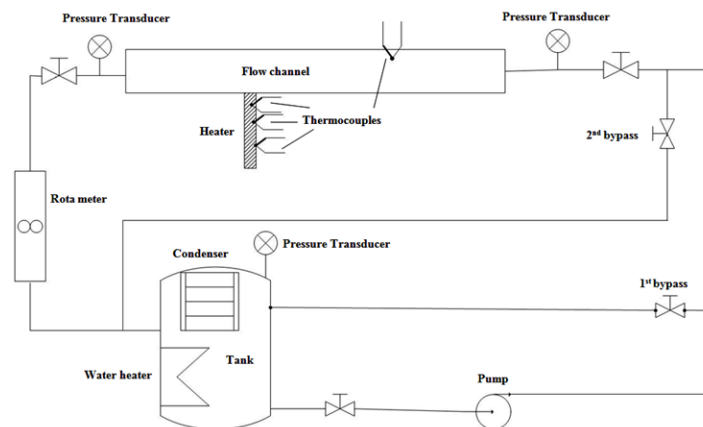 Pressure Transducer
Pressure Transducer
Flow channel
Heater
Thermocouples
2nd bypass
Rota meter
Condenser
Pressure Transducer
1st bypass
Water heater
Tank
Pump